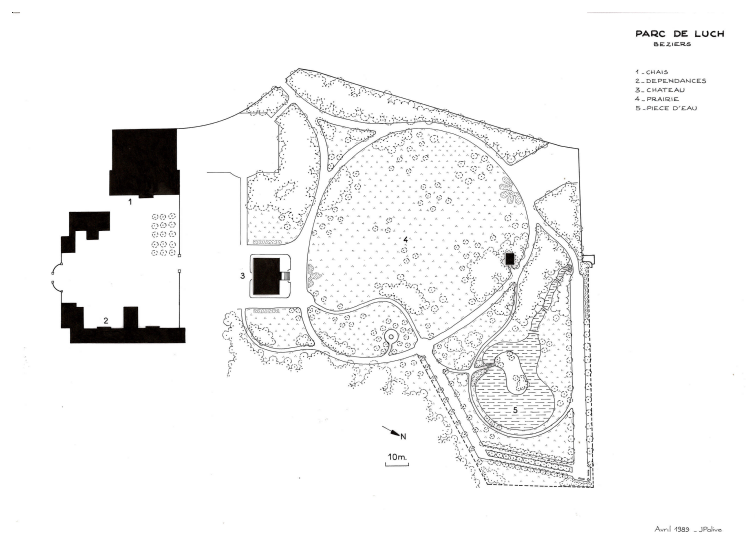 PARC DE LUCH
BEZIERS
1 _ CHAIS
2 _ DEPENDANCES
3 _ CHATEAU
4 _ PRAIRIE
5 _ PIECE D'EAU
1
4
3
2
5
N
10m.
Avril 1989 _ JPalive